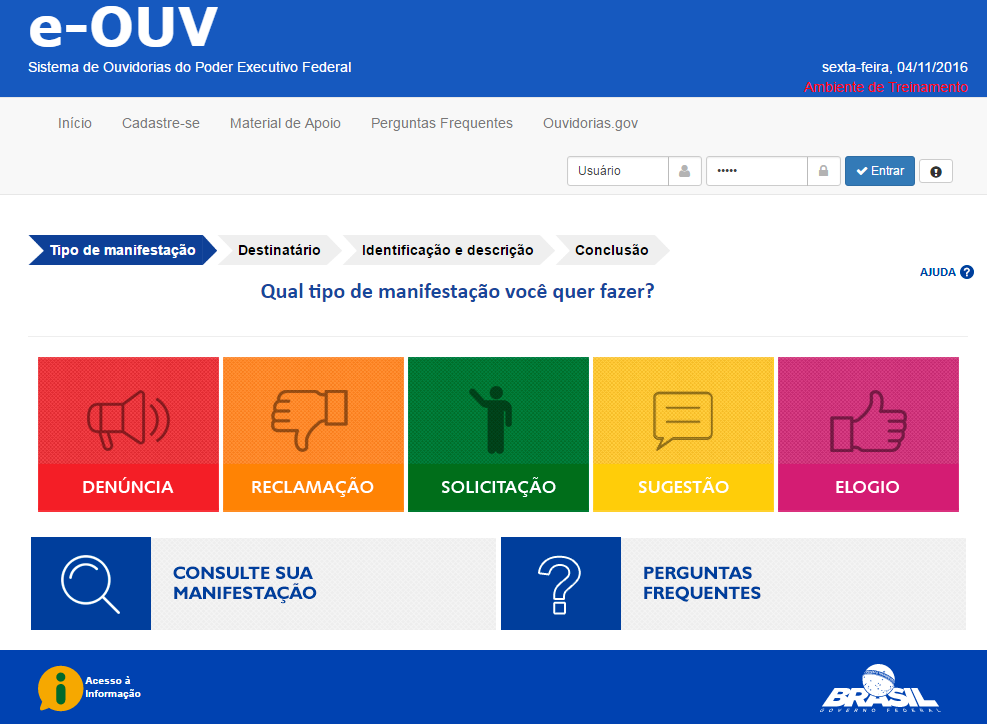 e-OUV
Sistema de Ouvidorias do Poder Executivo Federal
sexta-feira, 04/11/2016
Ambiente de Treinamento
Início Cadastre-se Material de Apoio Perguntas Frequentes Ouvidorias.gov
Usuário ••••• Entrar
Tipo de manifestação Destinatário Identificação e descrição Conclusão
AJUDA ?
Qual tipo de manifestação você quer fazer?
DENÚNCIA RECLAMAÇÃO SOLICITAÇÃO SUGESTÃO ELOGIO
CONSULTE SUA
MANIFESTAÇÃO
?
PERGUNTAS
FREQUENTES
i
Acesso à
Informação
BRASIL
GOVERNO FEDERAL